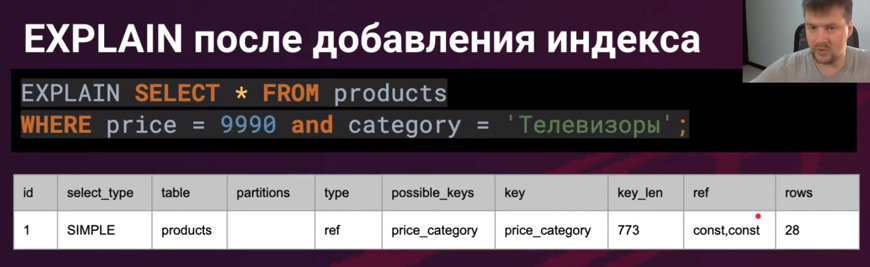 EXPLAIN после добавления индекса
EXPLAIN SELECT * FROM products
WHERE price = 9990 and category = 'Телевизоры';
id select_type table partitions type possible_keys key key_len ref rows
1 SIMPLE products ref price_category price_category 773 const,const 28